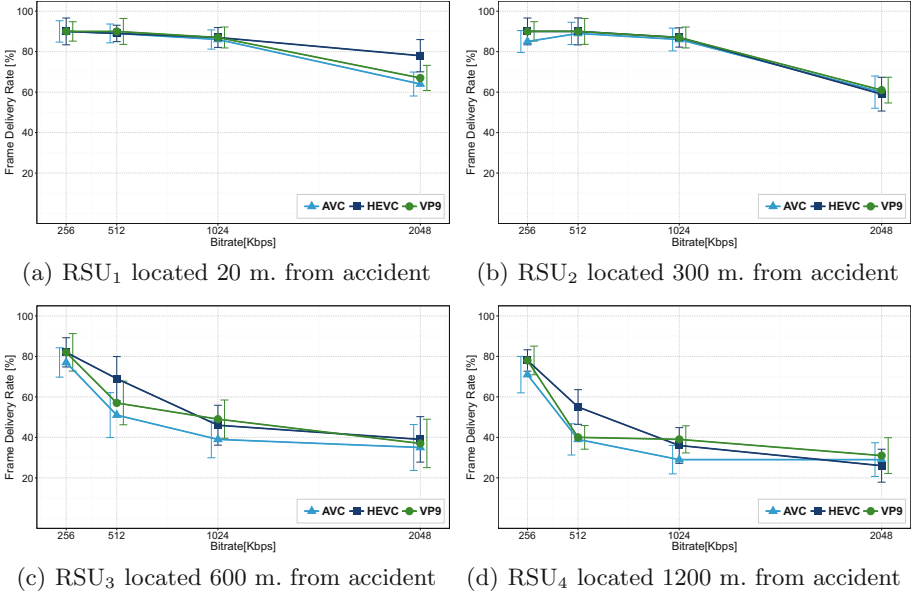 100
80
60
40
20
Frame Delivery Rate [%]
AVC HEVC VP9
256 512 1024 2048
Bitrate[Kbps]
(a) RSU₁ located 20 m. from accident
100
80
60
40
20
Frame Delivery Rate [%]
AVC HEVC VP9
256 512 1024 2048
Bitrate[Kbps]
(b) RSU₂ located 300 m. from accident
100
80
60
40
20
Frame Delivery Rate [%]
AVC HEVC VP9
256 512 1024 2048
Bitrate[Kbps]
(c) RSU₃ located 600 m. from accident
100
80
60
40
20
Frame Delivery Rate [%]
AVC HEVC VP9
256 512 1024 2048
Bitrate[Kbps]
(d) RSU₄ located 1200 m. from accident